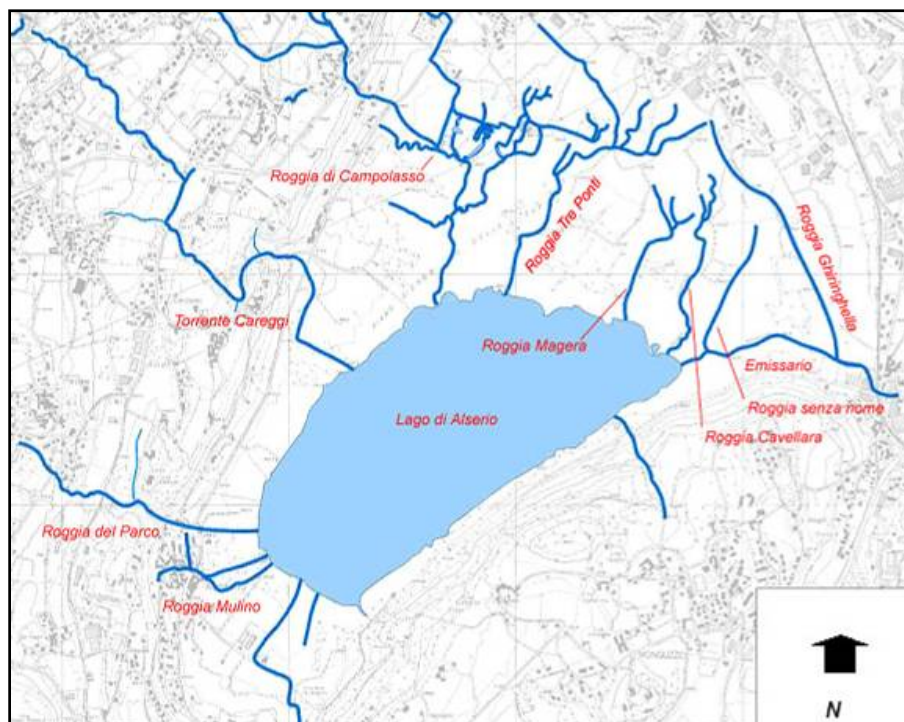 Roggia di Campolasso
Roggia Tre Ponti
Roggia Ghiringhella
Torrente Careggi
Roggia Magera
Emissario
Roggia senza nome
Lago di Alserio
Roggia Cavellara
Roggia del Parco
Roggia Mulino
N